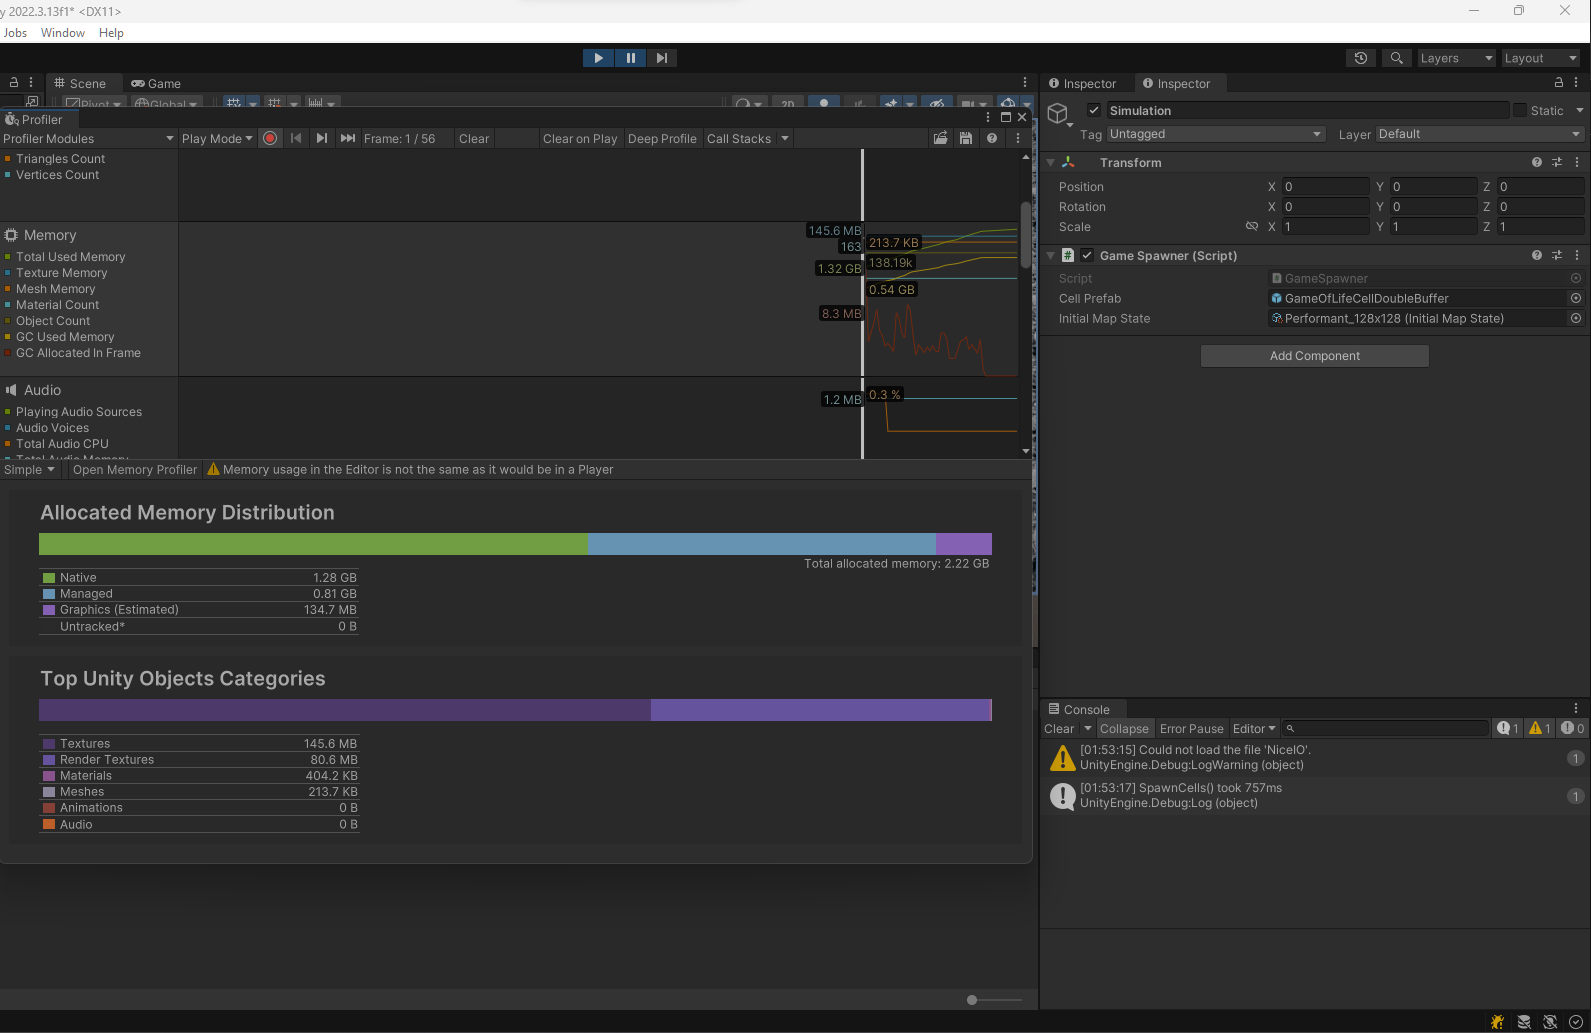 y 2022.3.13f1* <DX11>
Jobs Window Help
Layers Layout
Scene Game
Pivot Global 2D
Profiler
Profiler Modules Play Mode Frame: 1 / 56 Clear Clear on Play Deep Profile Call Stacks
Triangles Count
Vertices Count
Memory
Total Used Memory
Texture Memory
Mesh Memory
Material Count
Object Count
GC Used Memory
GC Allocated In Frame
145.6 MB
163
213.7 KB
1.32 GB
138.19k
0.54 GB
8.3 MB
Audio
Playing Audio Sources
Audio Voices
Total Audio CPU
Total Audio Memory
1.2 MB
0.3 %
Simple Open Memory Profiler Memory usage in the Editor is not the same as it would be in a Player
Allocated Memory Distribution
Total allocated memory: 2.22 GB
Native 1.28 GB
Managed 0.81 GB
Graphics (Estimated) 134.7 MB
Untracked* 0 B
Top Unity Objects Categories
Textures 145.6 MB
Render Textures 80.6 MB
Materials 404.2 KB
Meshes 213.7 KB
Animations 0 B
Audio 0 B
Inspector Inspector
Simulation Static
Tag Untagged Layer Default
Transform
Position X 0 Y 0 Z 0
Rotation X 0 Y 0 Z 0
Scale X 1 Y 1 Z 1
# Game Spawner (Script)
Script # GameSpawner
Cell Prefab GameOfLifeCellDoubleBuffer
Initial Map State Performant_128x128 (Initial Map State)
Add Component
Console
Clear Collapse Error Pause Editor 1 1 0
[01:53:15] Could not load the file 'NiceIO'.
UnityEngine.Debug:LogWarning (object)
1
[01:53:17] SpawnCells() took 757ms
UnityEngine.Debug:Log (object)
1